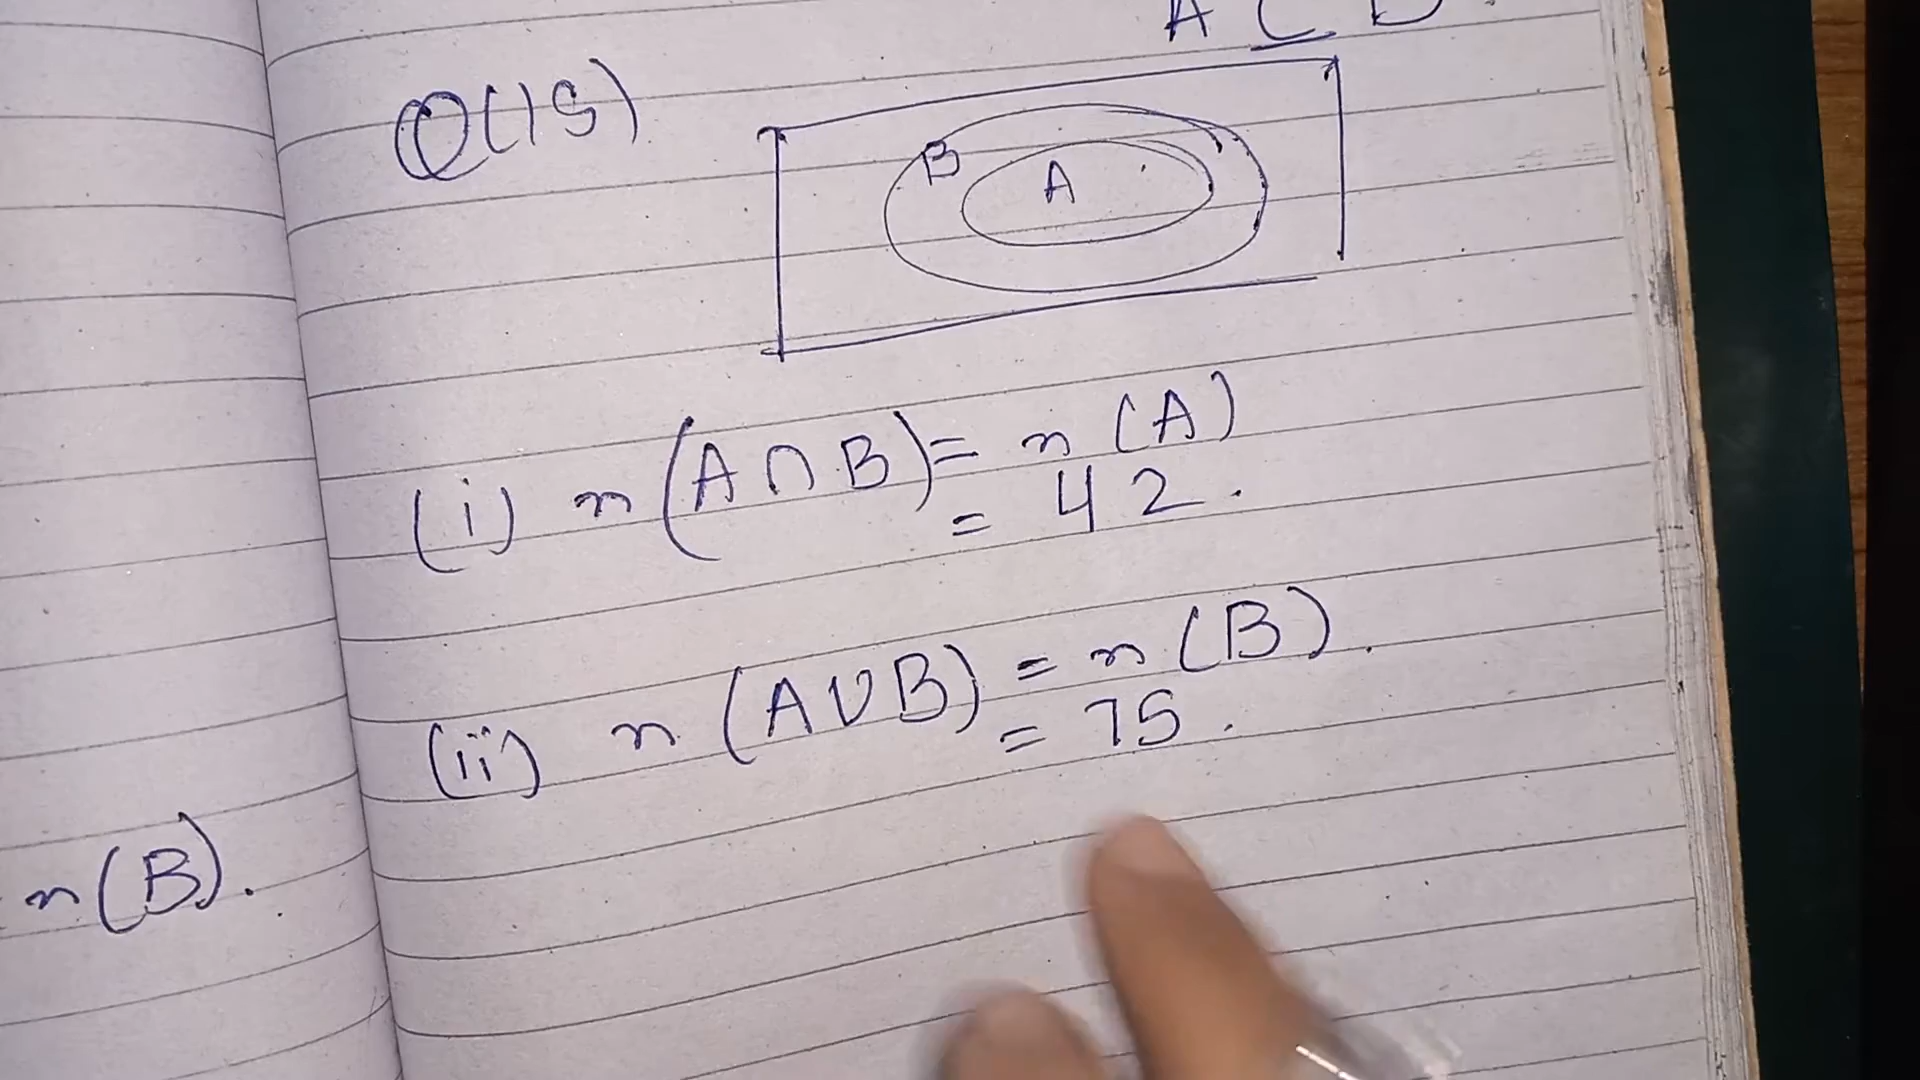 Q(15)
B
A
(i) n(A∩B) = n(A)
= 42.
(ii) n(A∪B) = n(B).
= 75.
n(B).